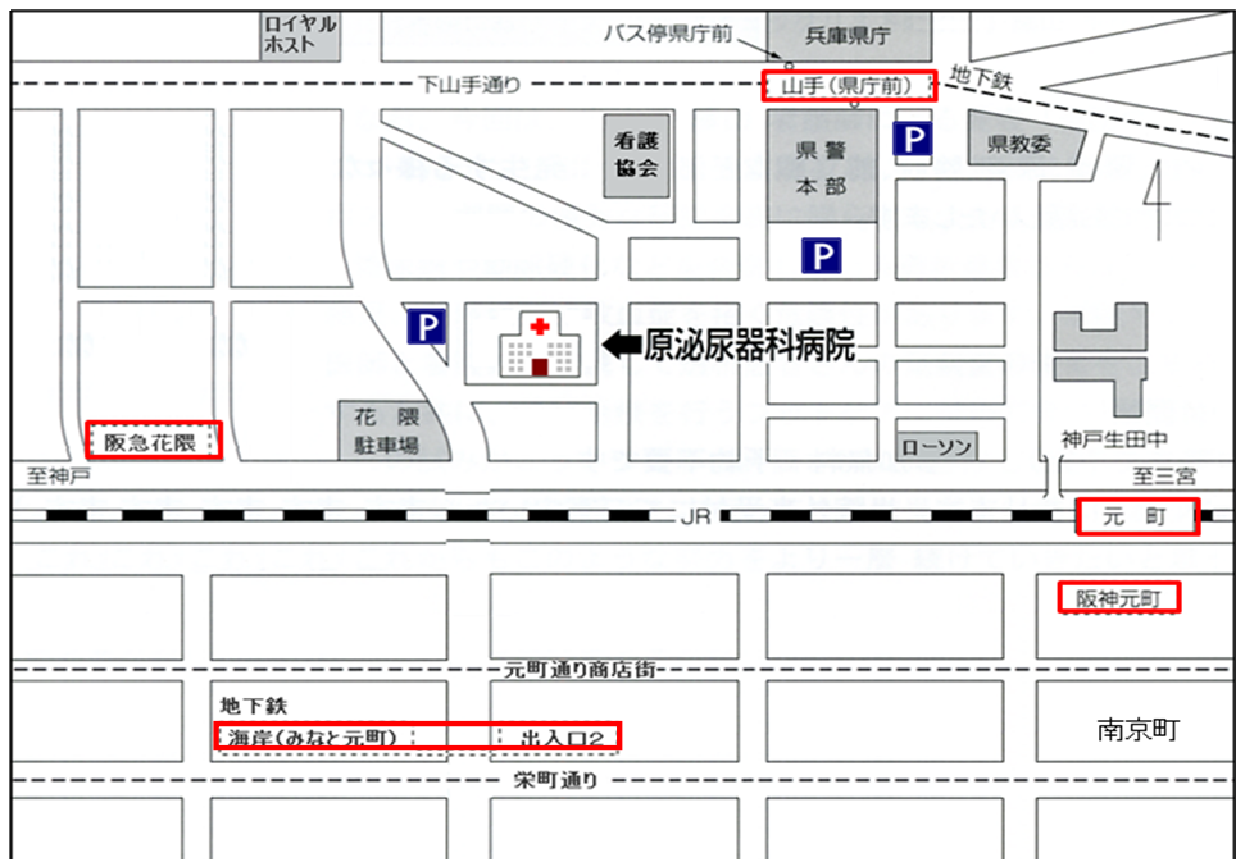 ロイヤル
ホスト
バス停県庁前
兵庫県庁
下山手通り
山手(県庁前)
地下鉄
看護
協会
県警
本部
P
県教委
P
P
原泌尿器科病院
阪急花隈
花隈
駐車場
ローソン
神戸生田中
至神戸
至三宮
JR
元町
阪神元町
元町通り商店街
地下鉄
海岸(みなと元町)
出入口2
南京町
栄町通り